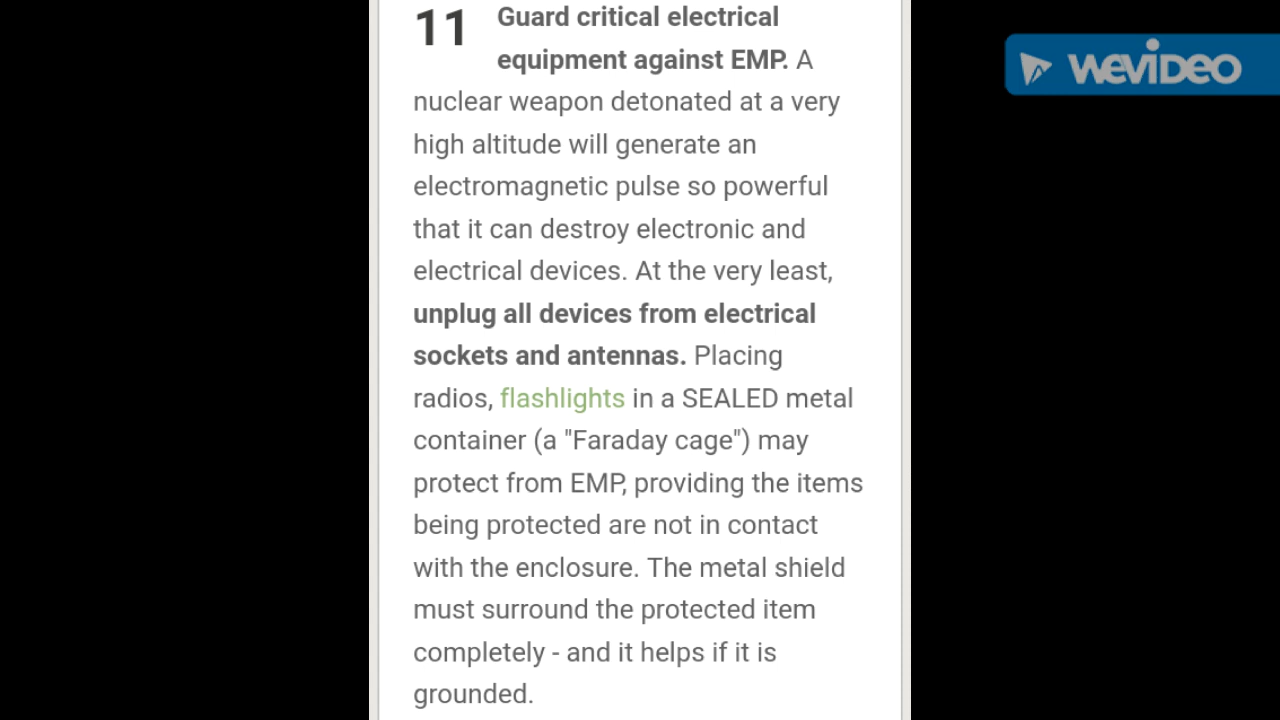 11 Guard critical electrical
equipment against EMP. A
nuclear weapon detonated at a very
high altitude will generate an
electromagnetic pulse so powerful
that it can destroy electronic and
electrical devices. At the very least,
unplug all devices from electrical
sockets and antennas. Placing
radios, flashlights in a SEALED metal
container (a "Faraday cage") may
protect from EMP, providing the items
being protected are not in contact
with the enclosure. The metal shield
must surround the protected item
completely - and it helps if it is
grounded.
WEVIDEO